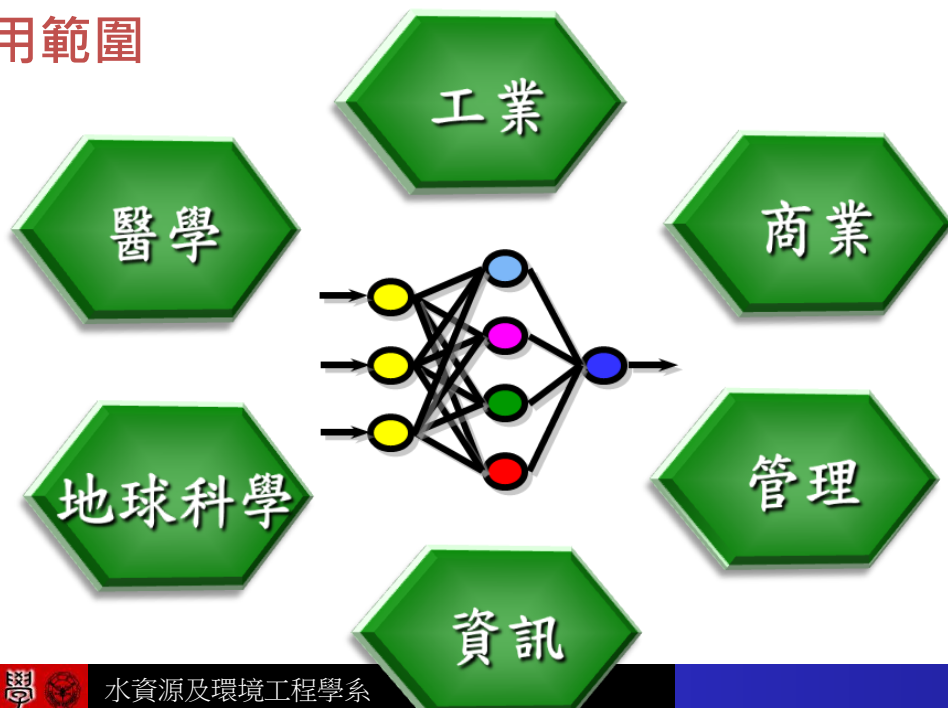 用範圍
工業
醫學
商業
地球科學
管理
資訊
學
水資源及環境工程學系